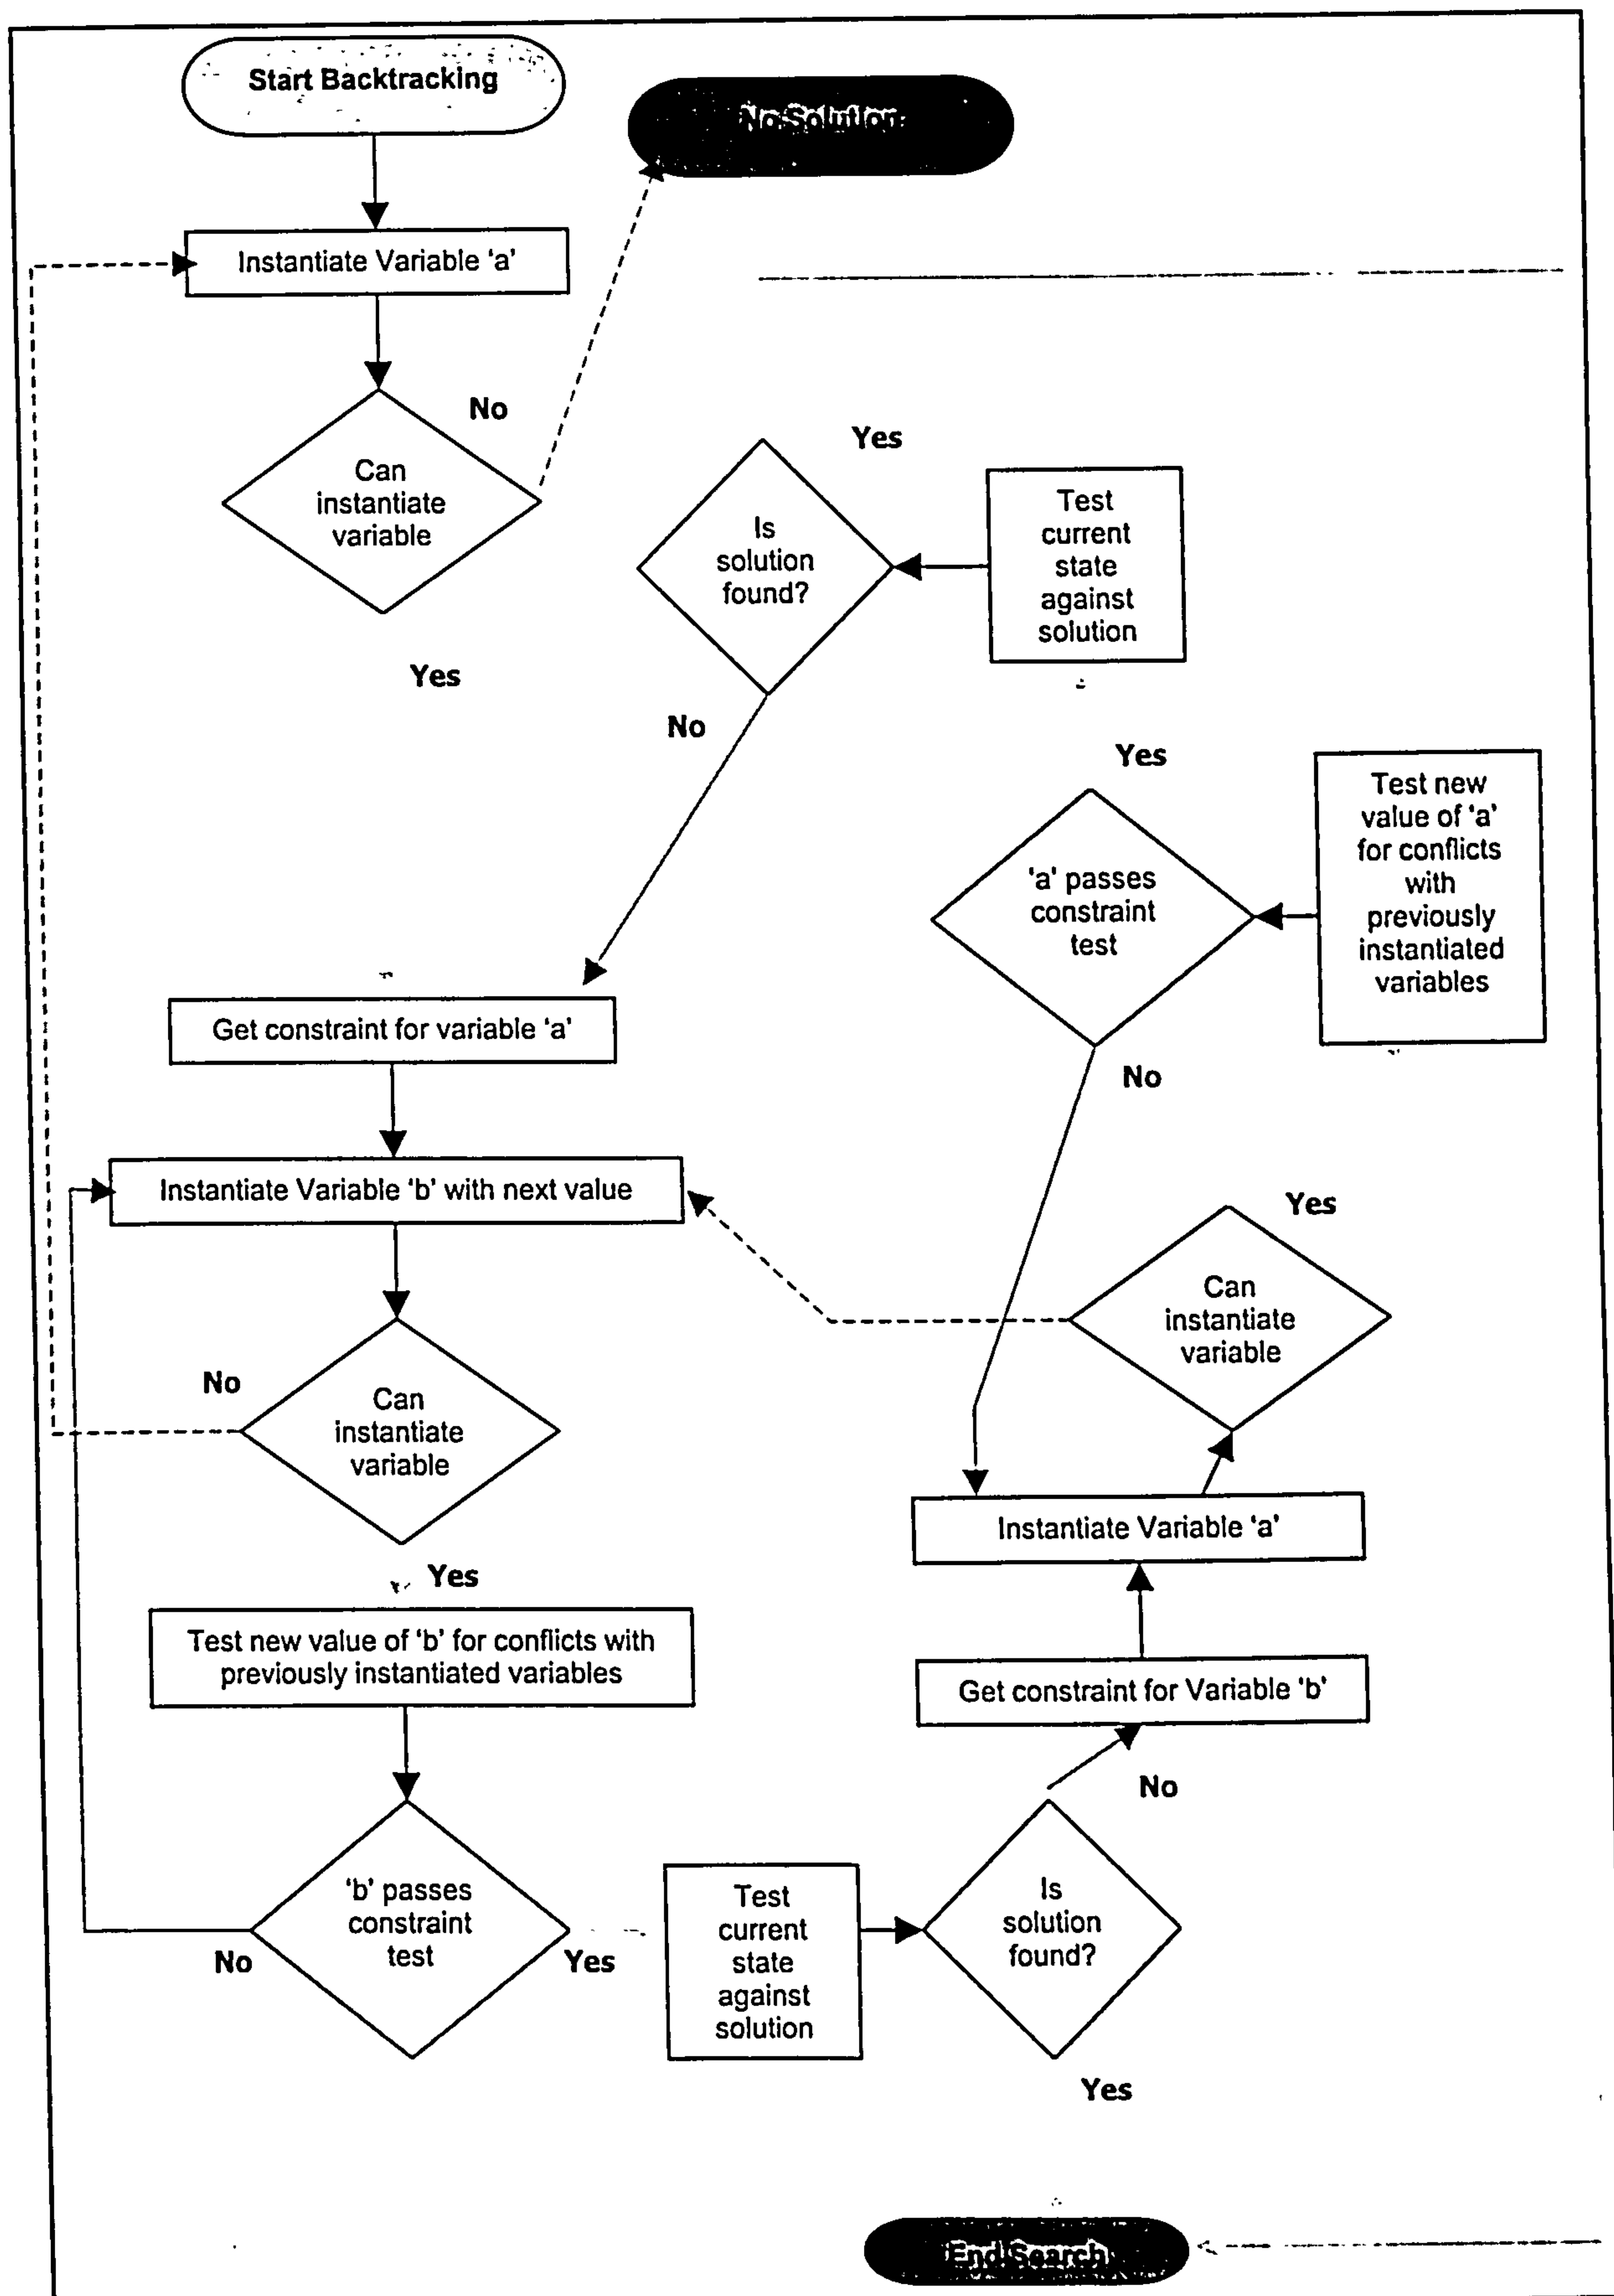 Start Backtracking
No Solution
Instantiate Variable 'a'
No
Can
instantiate
variable
Yes
Yes
Is
solution
found?
No
Test
current
state
against
solution
Yes
'a' passes
constraint
test
No
Test new
value of 'a'
for conflicts
with
previously
instantiated
variables
Get constraint for variable 'a'
Instantiate Variable 'b' with next value
Yes
Can
instantiate
variable
No
Can
instantiate
variable
Yes
Instantiate Variable 'a'
Test new value of 'b' for conflicts with
previously instantiated variables
Get constraint for Variable 'b'
No
'b' passes
constraint
test
No
Yes
Test
current
state
against
solution
Is
solution
found?
Yes
End Search